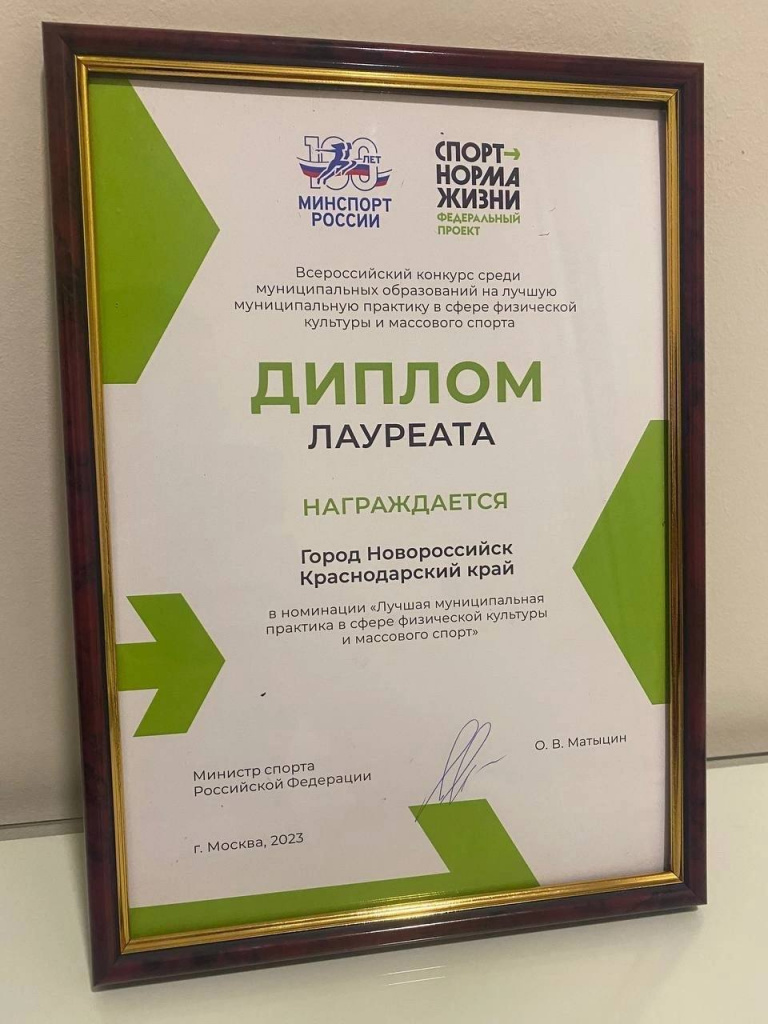 100 ЛЕТ
МИНСПОРТ
РОССИИ
СПОРТ→
НОРМА
ЖИЗНИ
ФЕДЕРАЛЬНЫЙ
ПРОЕКТ
Всероссийский конкурс среди
муниципальных образований на лучшую
муниципальную практику в сфере физической
культуры и массового спорта
ДИПЛОМ
ЛАУРЕАТА
НАГРАЖДАЕТСЯ
Город Новороссийск
Краснодарский край
в номинации «Лучшая муниципальная
практика в сфере физической культуры
и массового спорт»
Министр спорта
Российской Федерации
О. В. Матыцин
г. Москва, 2023